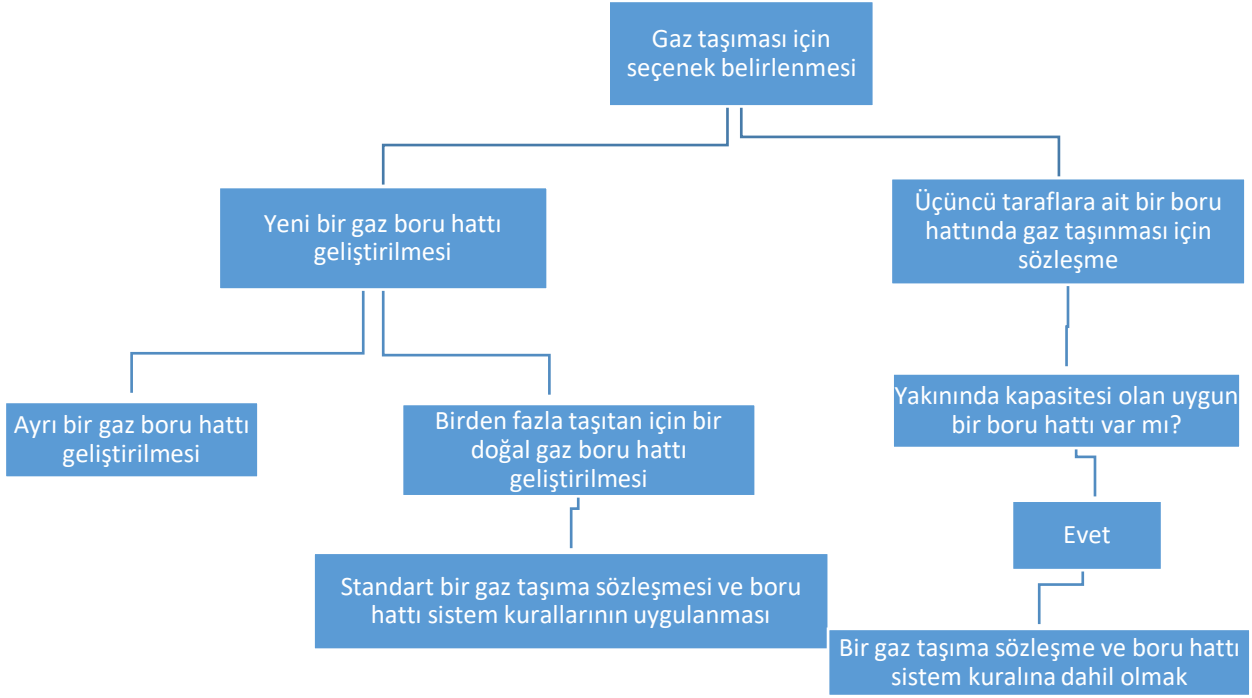 Gaz taşıması için
seçenek belirlenmesi
Yeni bir gaz boru hattı
geliştirilmesi
Üçüncü taraflara ait bir boru
hattında gaz taşınması için
sözleşme
Ayrı bir gaz boru hattı
geliştirilmesi
Birden fazla taşıtan için bir
doğal gaz boru hattı
geliştirilmesi
Yakınında kapasitesi olan uygun
bir boru hattı var mı?
Standart bir gaz taşıma sözleşmesi ve boru
hattı sistem kurallarının uygulanması
Evet
Bir gaz taşıma sözleşme ve boru hattı
sistem kuralına dahil olmak